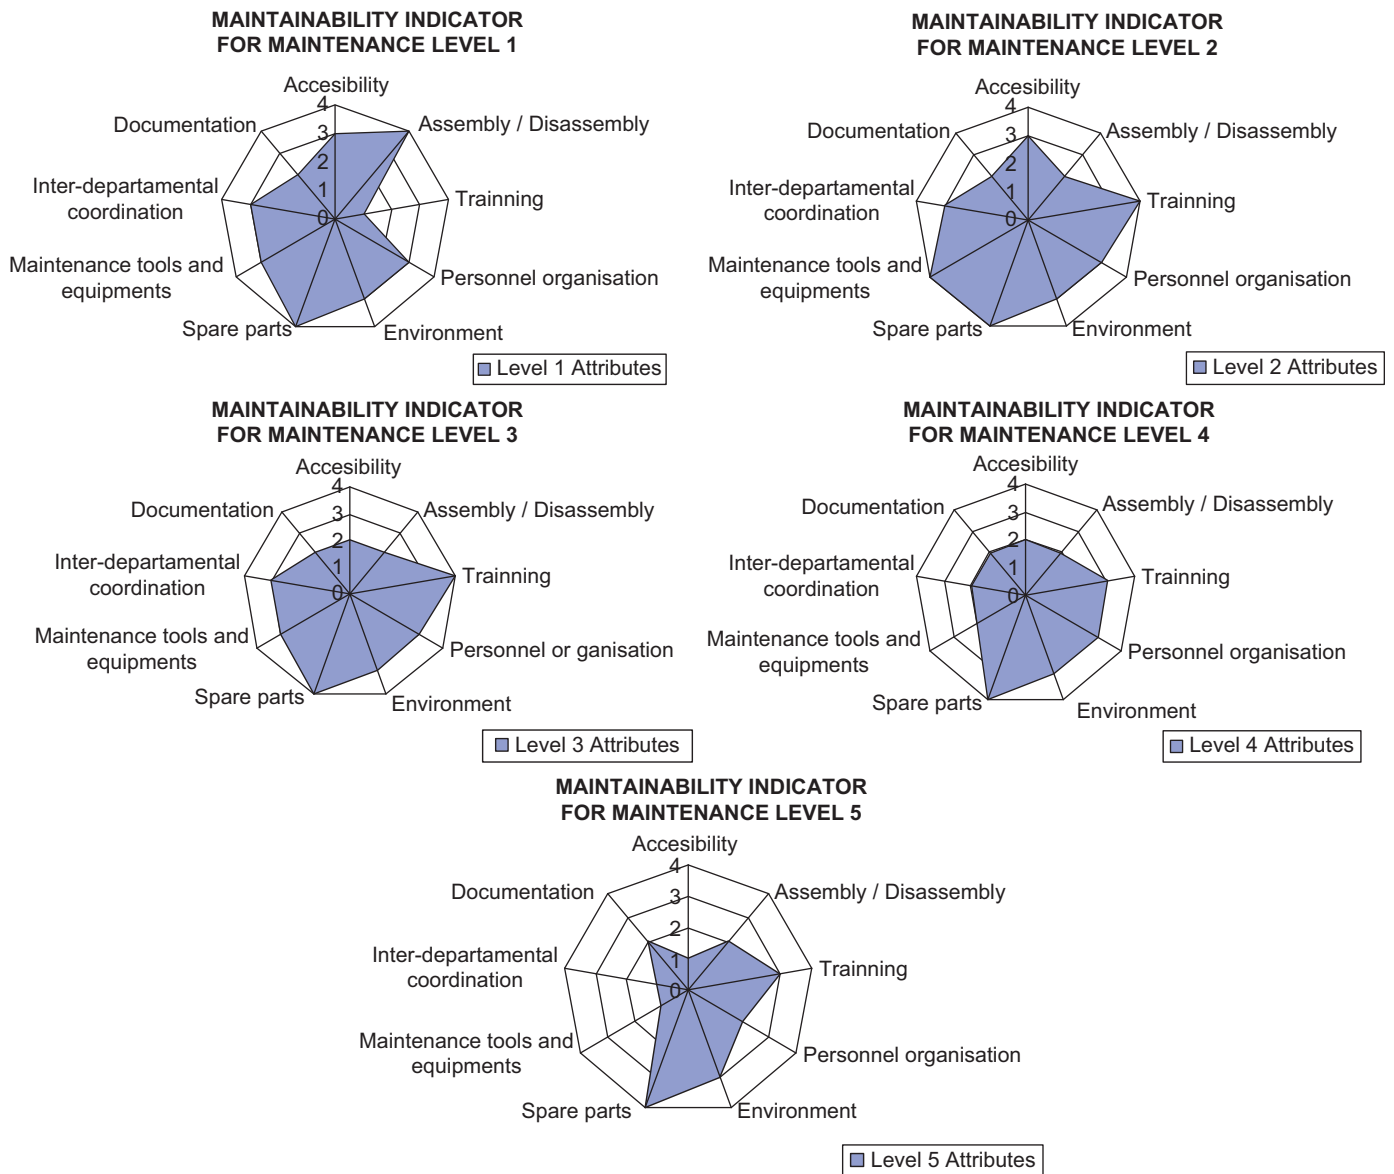 MAINTAINABILITY INDICATOR
FOR MAINTENANCE LEVEL 1
Accesibility
Assembly / Disassembly
Trainning
Personnel organisation
Environment
Spare parts
Maintenance tools and
equipments
Inter-departamental
coordination
Documentation
4
3
2
1
0
Level 1 Attributes
MAINTAINABILITY INDICATOR
FOR MAINTENANCE LEVEL 2
Accesibility
Assembly / Disassembly
Trainning
Personnel organisation
Environment
Spare parts
Maintenance tools and
equipments
Inter-departamental
coordination
Documentation
4
3
2
1
0
Level 2 Attributes
MAINTAINABILITY INDICATOR
FOR MAINTENANCE LEVEL 3
Accesibility
Assembly / Disassembly
Trainning
Personnel or ganisation
Environment
Spare parts
Maintenance tools and
equipments
Inter-departamental
coordination
Documentation
4
3
2
1
0
Level 3 Attributes
MAINTAINABILITY INDICATOR
FOR MAINTENANCE LEVEL 4
Accesibility
Assembly / Disassembly
Trainning
Personnel organisation
Environment
Spare parts
Maintenance tools and
equipments
Inter-departamental
coordination
Documentation
4
3
2
1
0
Level 4 Attributes
MAINTAINABILITY INDICATOR
FOR MAINTENANCE LEVEL 5
Accesibility
Assembly / Disassembly
Trainning
Personnel organisation
Environment
Spare parts
Maintenance tools and
equipments
Inter-departamental
coordination
Documentation
4
3
2
1
0
Level 5 Attributes